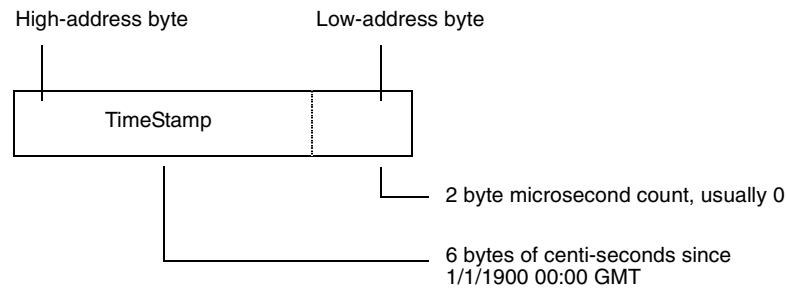 High-address byte
Low-address byte
TimeStamp
2 byte microsecond count, usually 0
6 bytes of centi-seconds since
1/1/1900 00:00 GMT